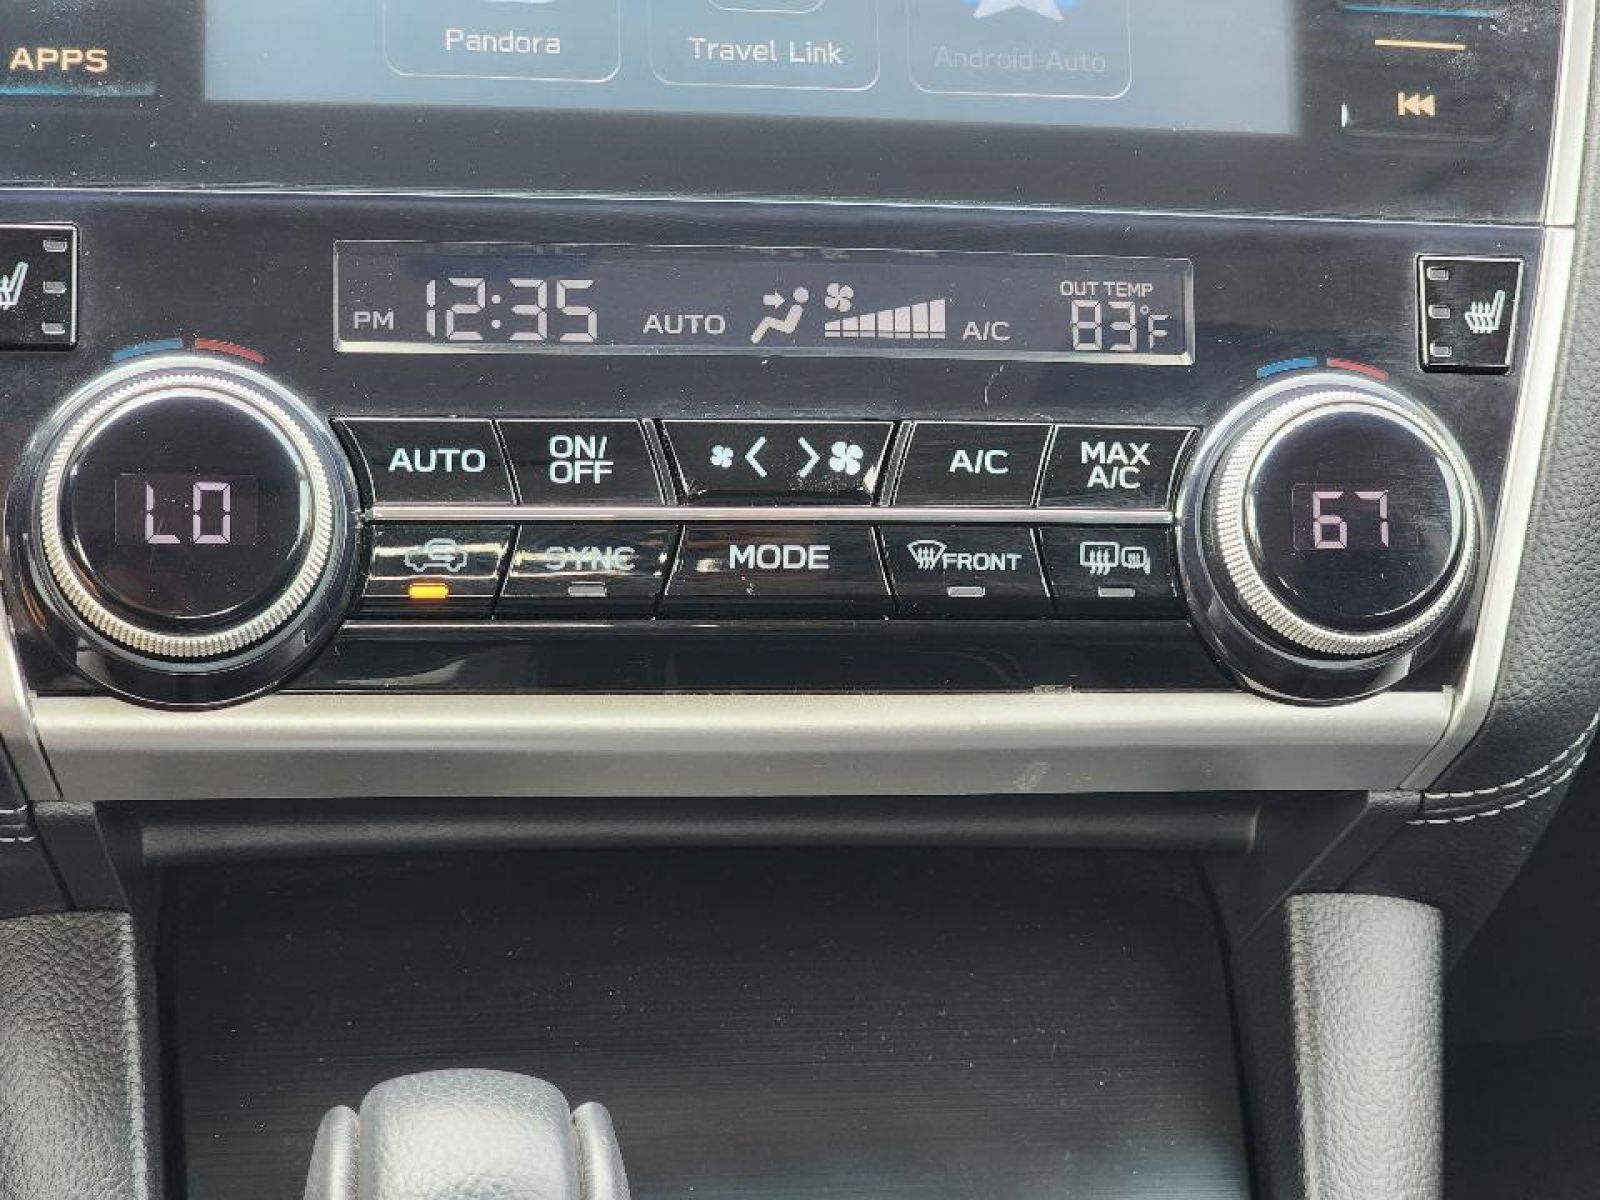 APPS
Pandora
Travel Link
Android Auto
PM 12:35 AUTO A/C OUT TEMP 83°F
LO
AUTO
ON/
OFF
A/C
MAX
A/C
67
SYNC
MODE
FRONT